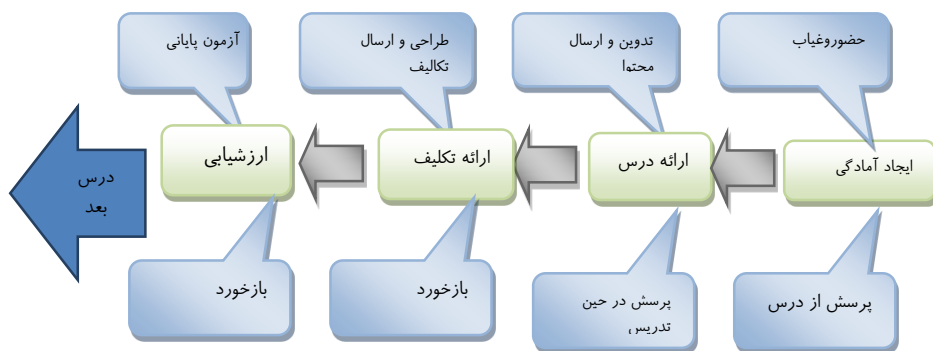 حضوروغیاب
تدوین و ارسال
محتوا
طراحی و ارسال
تکالیف
آزمون پایانی
ایجاد آمادگی
ارائه درس
ارائه تکلیف
ارزشیابی
درس
بعد
پرسش از درس
پرسش در حین
تدریس
بازخورد
بازخورد